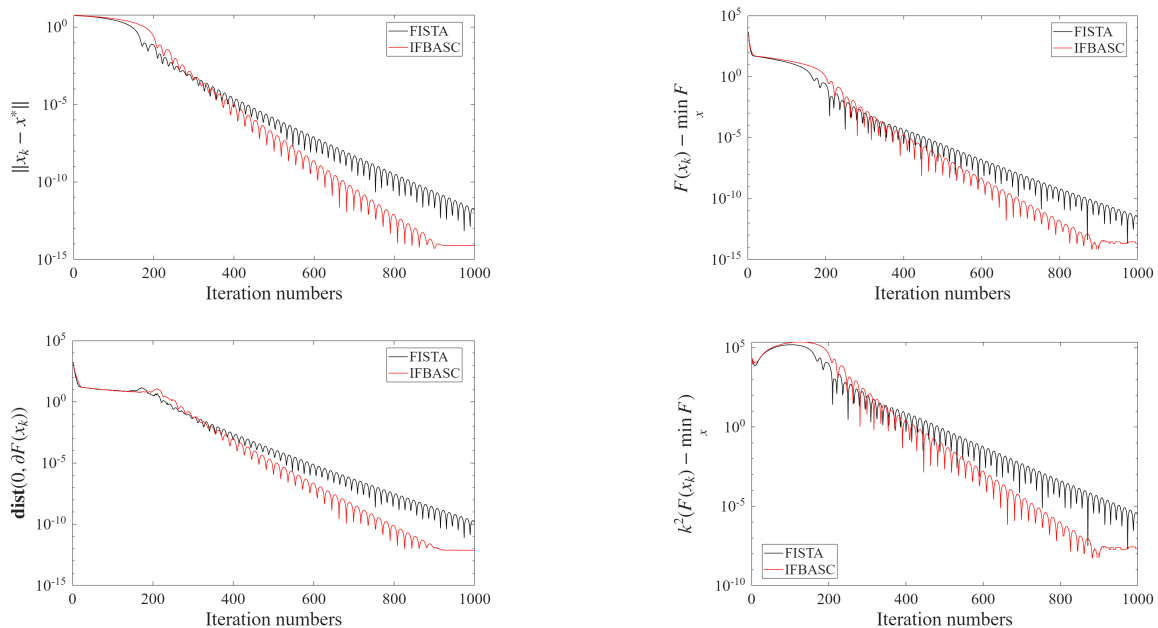 10^0
10^-5
10^-10
10^-15
||x_k − x*||
0 200 400 600 800 1000
Iteration numbers
FISTA
IFBASC
10^5
10^0
10^-5
10^-10
10^-15
F(x_k) − min F
x
0 200 400 600 800 1000
Iteration numbers
FISTA
IFBASC
10^5
10^0
10^-5
10^-10
10^-15
dist(0, ∂F(x_k))
0 200 400 600 800 1000
Iteration numbers
FISTA
IFBASC
10^5
10^0
10^-5
10^-10
k^2(F(x_k) − min F)
x
0 200 400 600 800 1000
Iteration numbers
FISTA
IFBASC